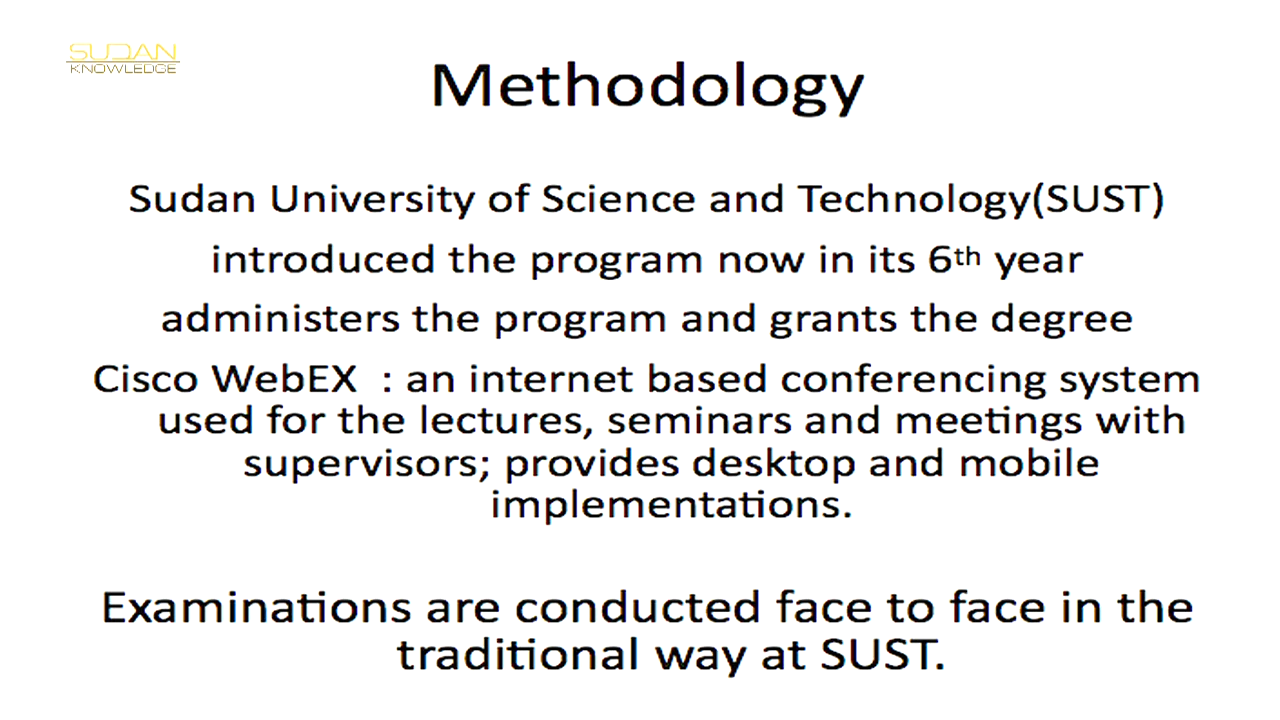 SUDAN
KNOWLEDGE
Methodology
Sudan University of Science and Technology(SUST)
introduced the program now in its 6th year
administers the program and grants the degree
Cisco WebEX : an internet based conferencing system
used for the lectures, seminars and meetings with
supervisors; provides desktop and mobile
implementations.
Examinations are conducted face to face in the
traditional way at SUST.